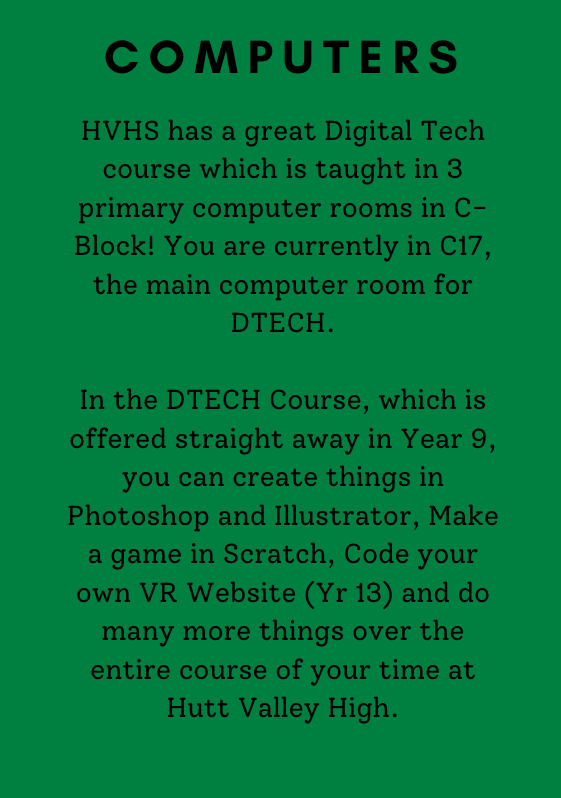 COMPUTERS
HVHS has a great Digital Tech
course which is taught in 3
primary computer rooms in C-
Block! You are currently in C17,
the main computer room for
DTECH.
In the DTECH Course, which is
offered straight away in Year 9,
you can create things in
Photoshop and Illustrator, Make
a game in Scratch, Code your
own VR Website (Yr 13) and do
many more things over the
entire course of your time at
Hutt Valley High.